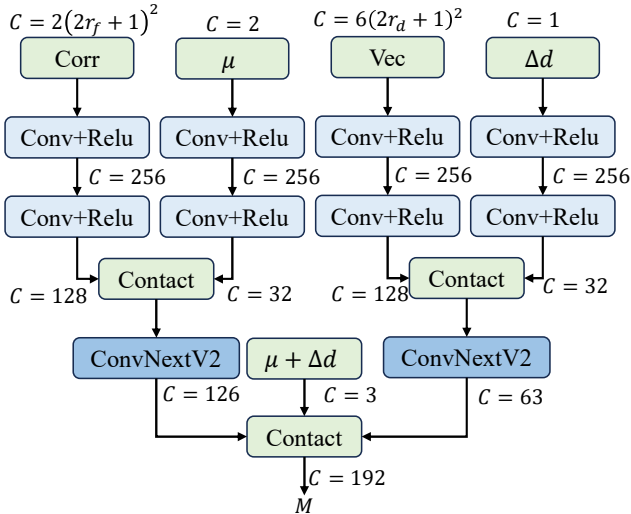 C = 2(2r_f + 1)^2
C = 2
C = 6(2r_d + 1)^2
C = 1
Corr
μ
Vec
Δd
Conv+Relu
Conv+Relu
Conv+Relu
Conv+Relu
C = 256
C = 256
C = 256
C = 256
Conv+Relu
Conv+Relu
Conv+Relu
Conv+Relu
Contact
Contact
C = 128
C = 32
C = 128
C = 32
ConvNextV2
μ + Δd
ConvNextV2
C = 126
C = 3
C = 63
Contact
C = 192
M